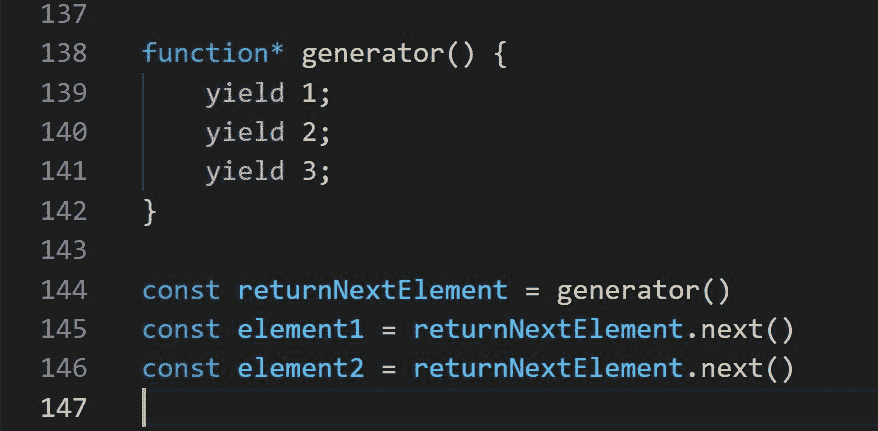 137
138 function* generator() {
139 yield 1;
140 yield 2;
141 yield 3;
142 }
143
144 const returnNextElement = generator()
145 const element1 = returnNextElement.next()
146 const element2 = returnNextElement.next()
147